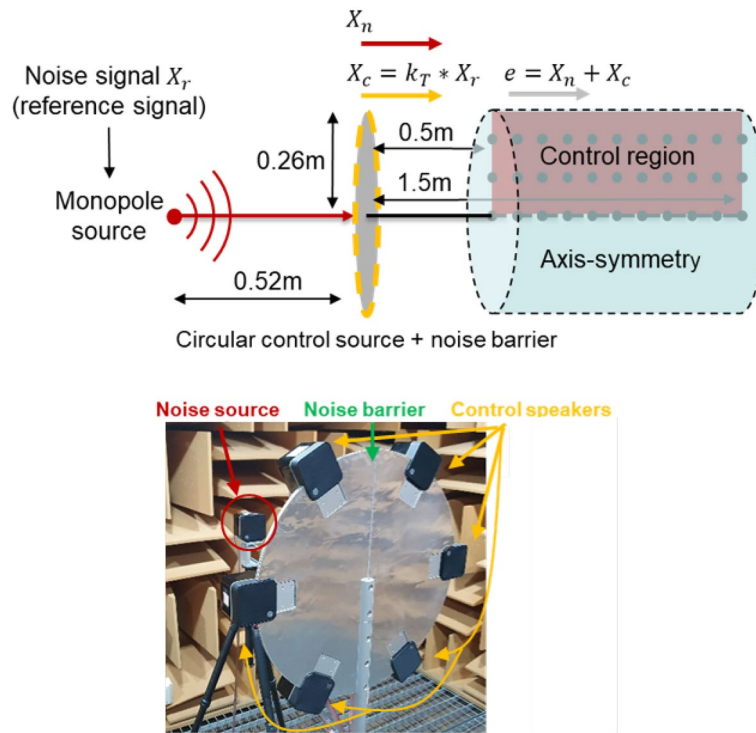 X_n
Noise signal X_r
(reference signal)
X_c = k_T * X_r
e = X_n + X_c
0.5m
0.26m
Control region
1.5m
Monopole
source
Axis-symmetry
0.52m
Circular control source + noise barrier
Noise source
Noise barrier
Control speakers